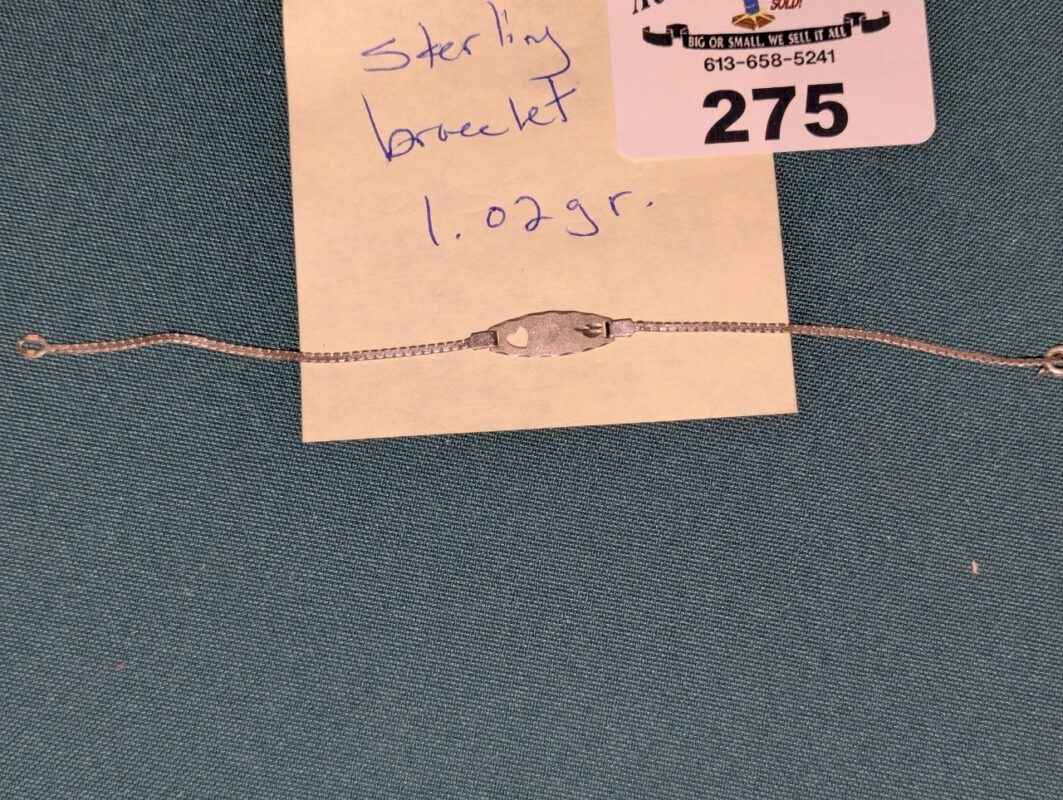 sterling
bracelet
1.02gr.
SOLD!
BIG OR SMALL, WE SELL IT ALL
613-658-5241
275